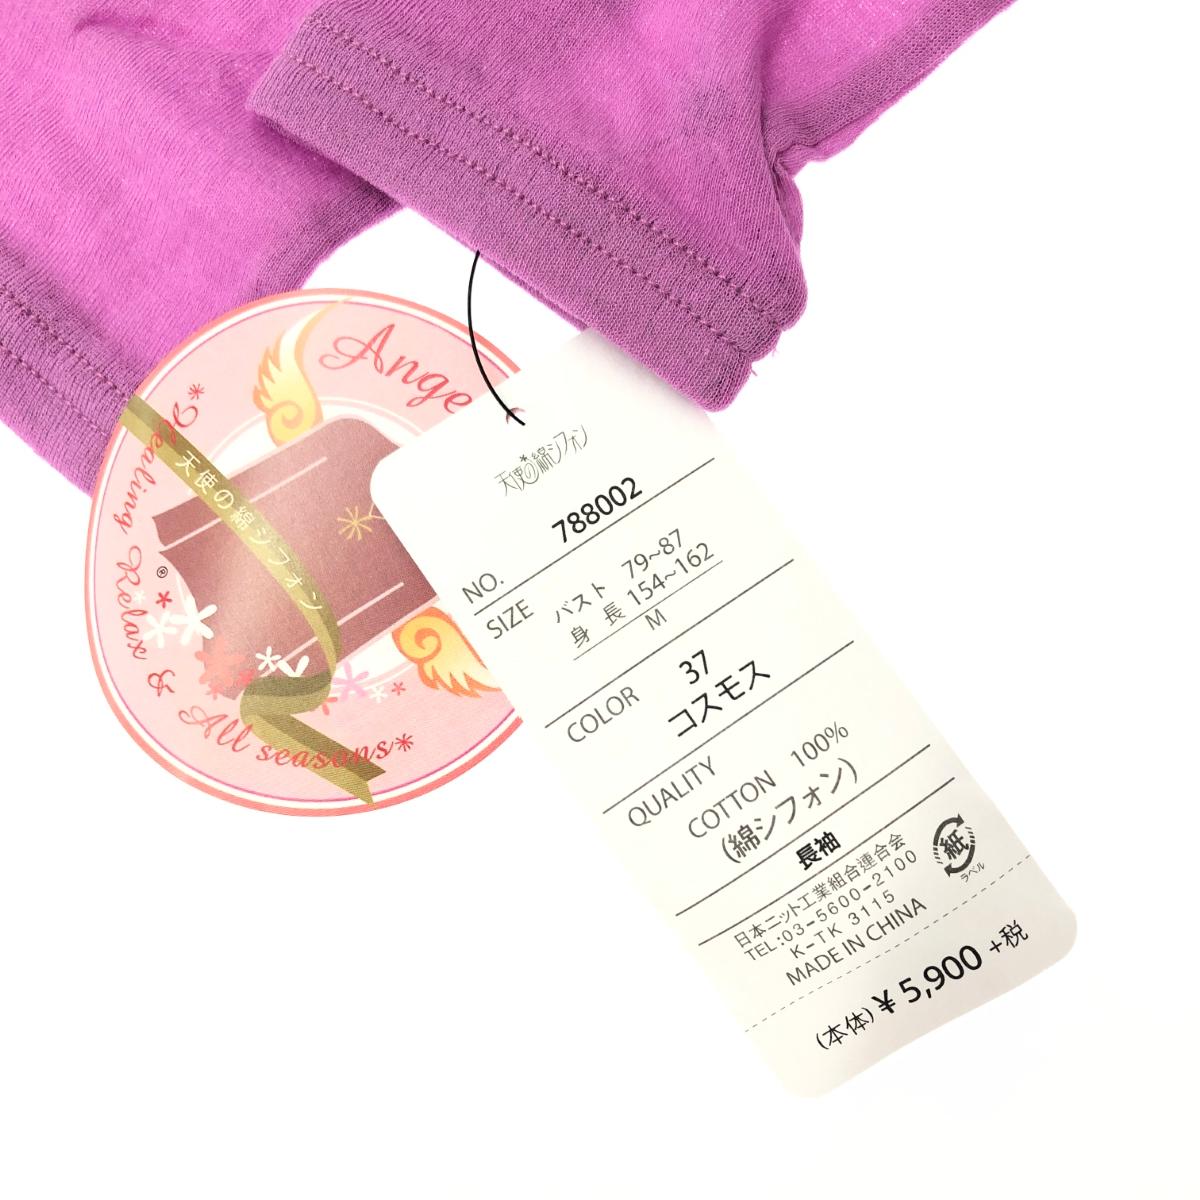 Ange
*Healing Relax & All seasons*
天使の綿シフォン
®
天使の綿シフォン
NO. 788002
SIZE バスト 79~87
身 長 154~162
M
COLOR 37
コスモス
QUALITY
COTTON 100%
(綿シフォン)
長袖
日本ニット工業組合連合会
TEL:03-5600-2100
K-TK 3115
MADE IN CHINA
紙
ラベル
(本体)¥5,900+税